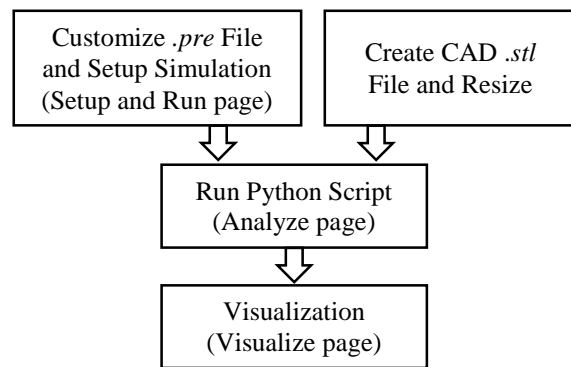 Customize .pre File
and Setup Simulation
(Setup and Run page)
Create CAD .stl
File and Resize
Run Python Script
(Analyze page)
Visualization
(Visualize page)